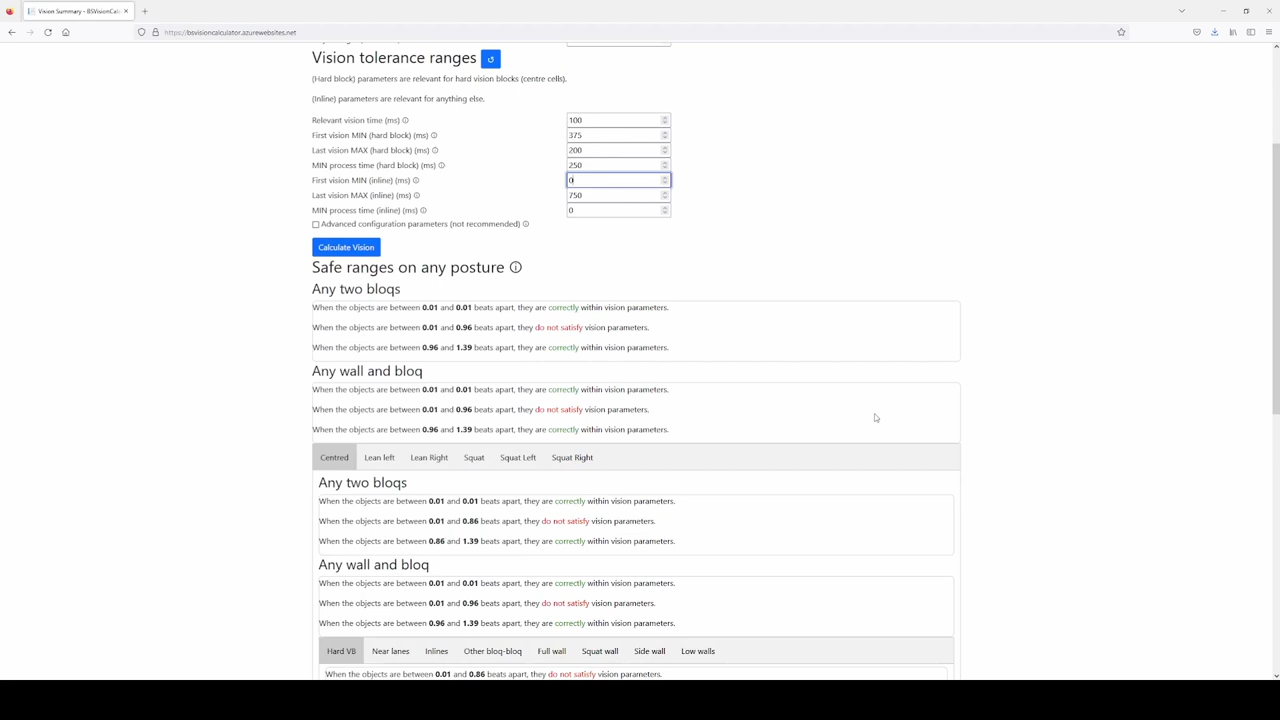 Vision Summary - BSVisionCalc
https://bsvisioncalculator.azurewebsites.net
Vision tolerance ranges
(Hard block) parameters are relevant for hard vision blocks (centre cells).
(Inline) parameters are relevant for anything else.
Relevant vision time (ms) 100
First vision MIN (hard block) (ms) 375
Last vision MAX (hard block) (ms) 200
MIN process time (hard block) (ms) 250
First vision MIN (inline) (ms) 0
Last vision MAX (inline) (ms) 750
MIN process time (inline) (ms) 0
Advanced configuration parameters (not recommended)
Calculate Vision
Safe ranges on any posture
Any two bloqs
When the objects are between 0.01 and 0.01 beats apart, they are correctly within vision parameters.
When the objects are between 0.01 and 0.96 beats apart, they do not satisfy vision parameters.
When the objects are between 0.96 and 1.39 beats apart, they are correctly within vision parameters.
Any wall and bloq
When the objects are between 0.01 and 0.01 beats apart, they are correctly within vision parameters.
When the objects are between 0.01 and 0.96 beats apart, they do not satisfy vision parameters.
When the objects are between 0.96 and 1.39 beats apart, they are correctly within vision parameters.
Centred Lean left Lean Right Squat Squat Left Squat Right
Any two bloqs
When the objects are between 0.01 and 0.01 beats apart, they are correctly within vision parameters.
When the objects are between 0.01 and 0.86 beats apart, they do not satisfy vision parameters.
When the objects are between 0.86 and 1.39 beats apart, they are correctly within vision parameters.
Any wall and bloq
When the objects are between 0.01 and 0.01 beats apart, they are correctly within vision parameters.
When the objects are between 0.01 and 0.96 beats apart, they do not satisfy vision parameters.
When the objects are between 0.96 and 1.39 beats apart, they are correctly within vision parameters.
Hard VB Near lanes Inlines Other bloq-bloq Full wall Squat wall Side wall Low walls
When the objects are between 0.01 and 0.86 beats apart, they do not satisfy vision parameters.